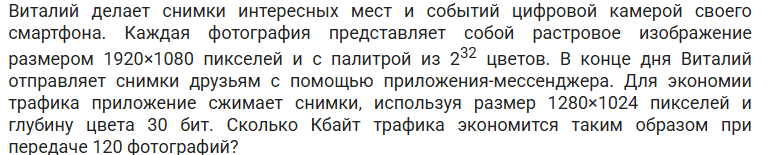 Виталий делает снимки интересных мест и событий цифровой камерой своего
смартфона. Каждая фотография представляет собой растровое изображение
размером 1920×1080 пикселей и с палитрой из 2³² цветов. В конце дня Виталий
отправляет снимки друзьям с помощью приложения-мессенджера. Для экономии
трафика приложение сжимает снимки, используя размер 1280×1024 пикселей и
глубину цвета 30 бит. Сколько Кбайт трафика экономится таким образом при
передаче 120 фотографий?